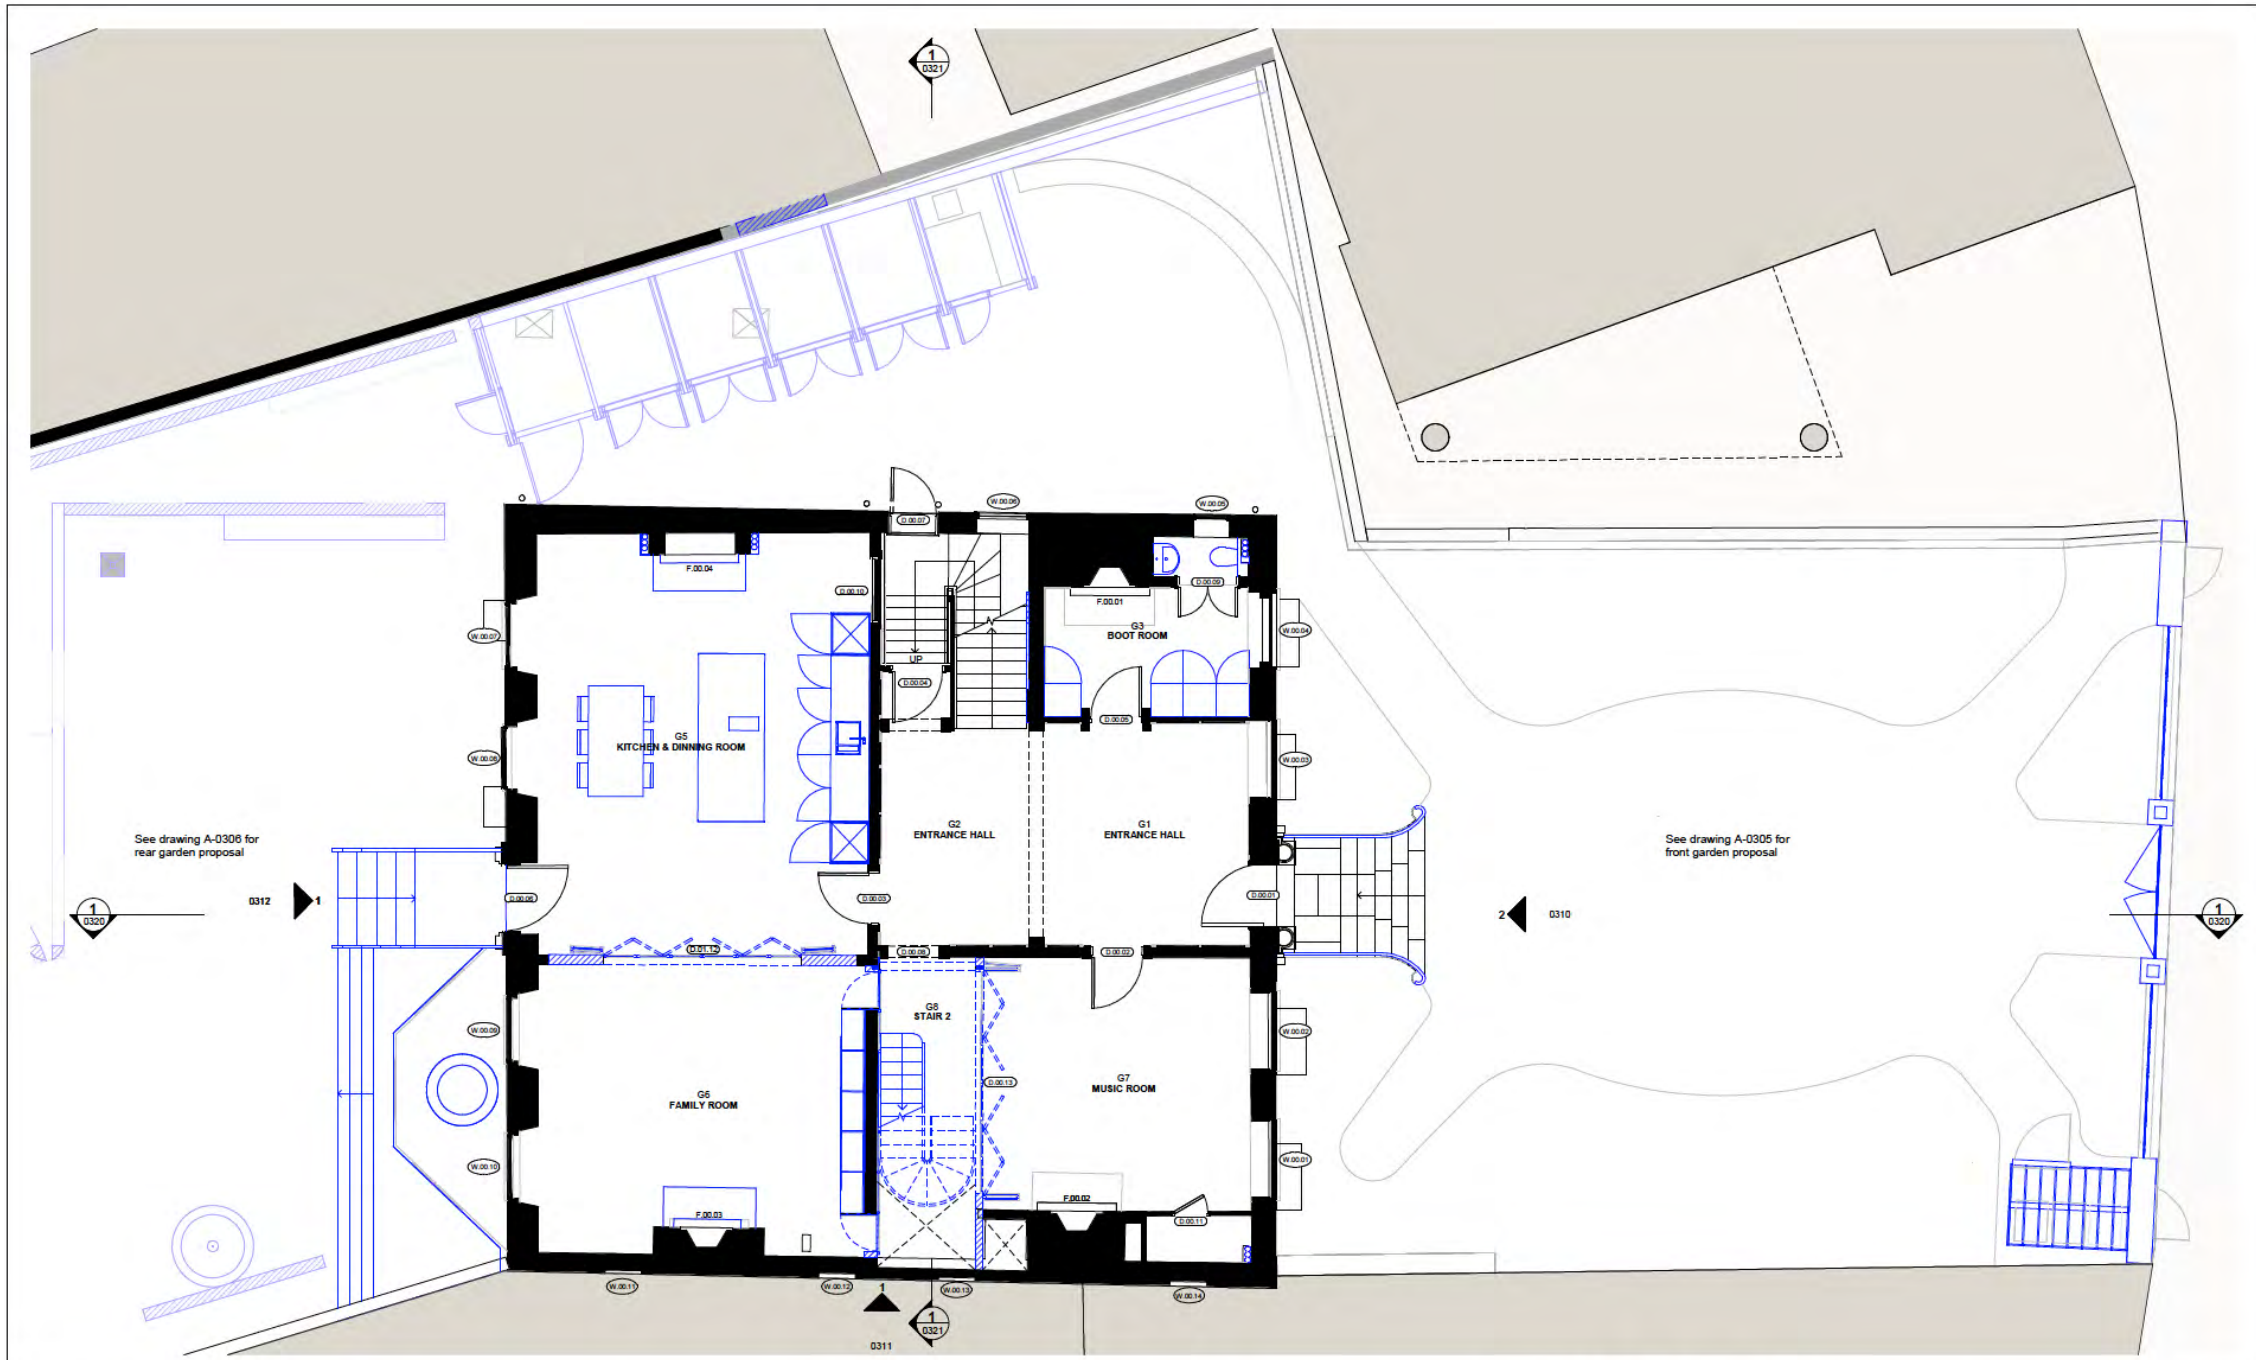 1
0321
W.00.06
W.00.05
D.00.07
F.00.04
D.00.09
D.00.10
F.00.01
G3
BOOT ROOM
W.00.07
W.00.04
UP
D.00.04
D.00.05
G5
KITCHEN & DINNING ROOM
W.00.08
W.00.03
G2
ENTRANCE HALL
G1
ENTRANCE HALL
See drawing A-0306 for
rear garden proposal
See drawing A-0305 for
front garden proposal
0312
1
D.00.06
D.00.03
D.00.01
2
0310
1
0320
1
0320
D.01.12
D.00.08
D.00.02
G8
STAIR 2
W.00.09
W.00.02
D.00.13
G7
MUSIC ROOM
G6
FAMILY ROOM
W.00.10
W.00.01
F.00.03
F.00.02
D.00.11
W.00.11
W.00.12
W.00.13
W.00.14
1
0311
1
0321